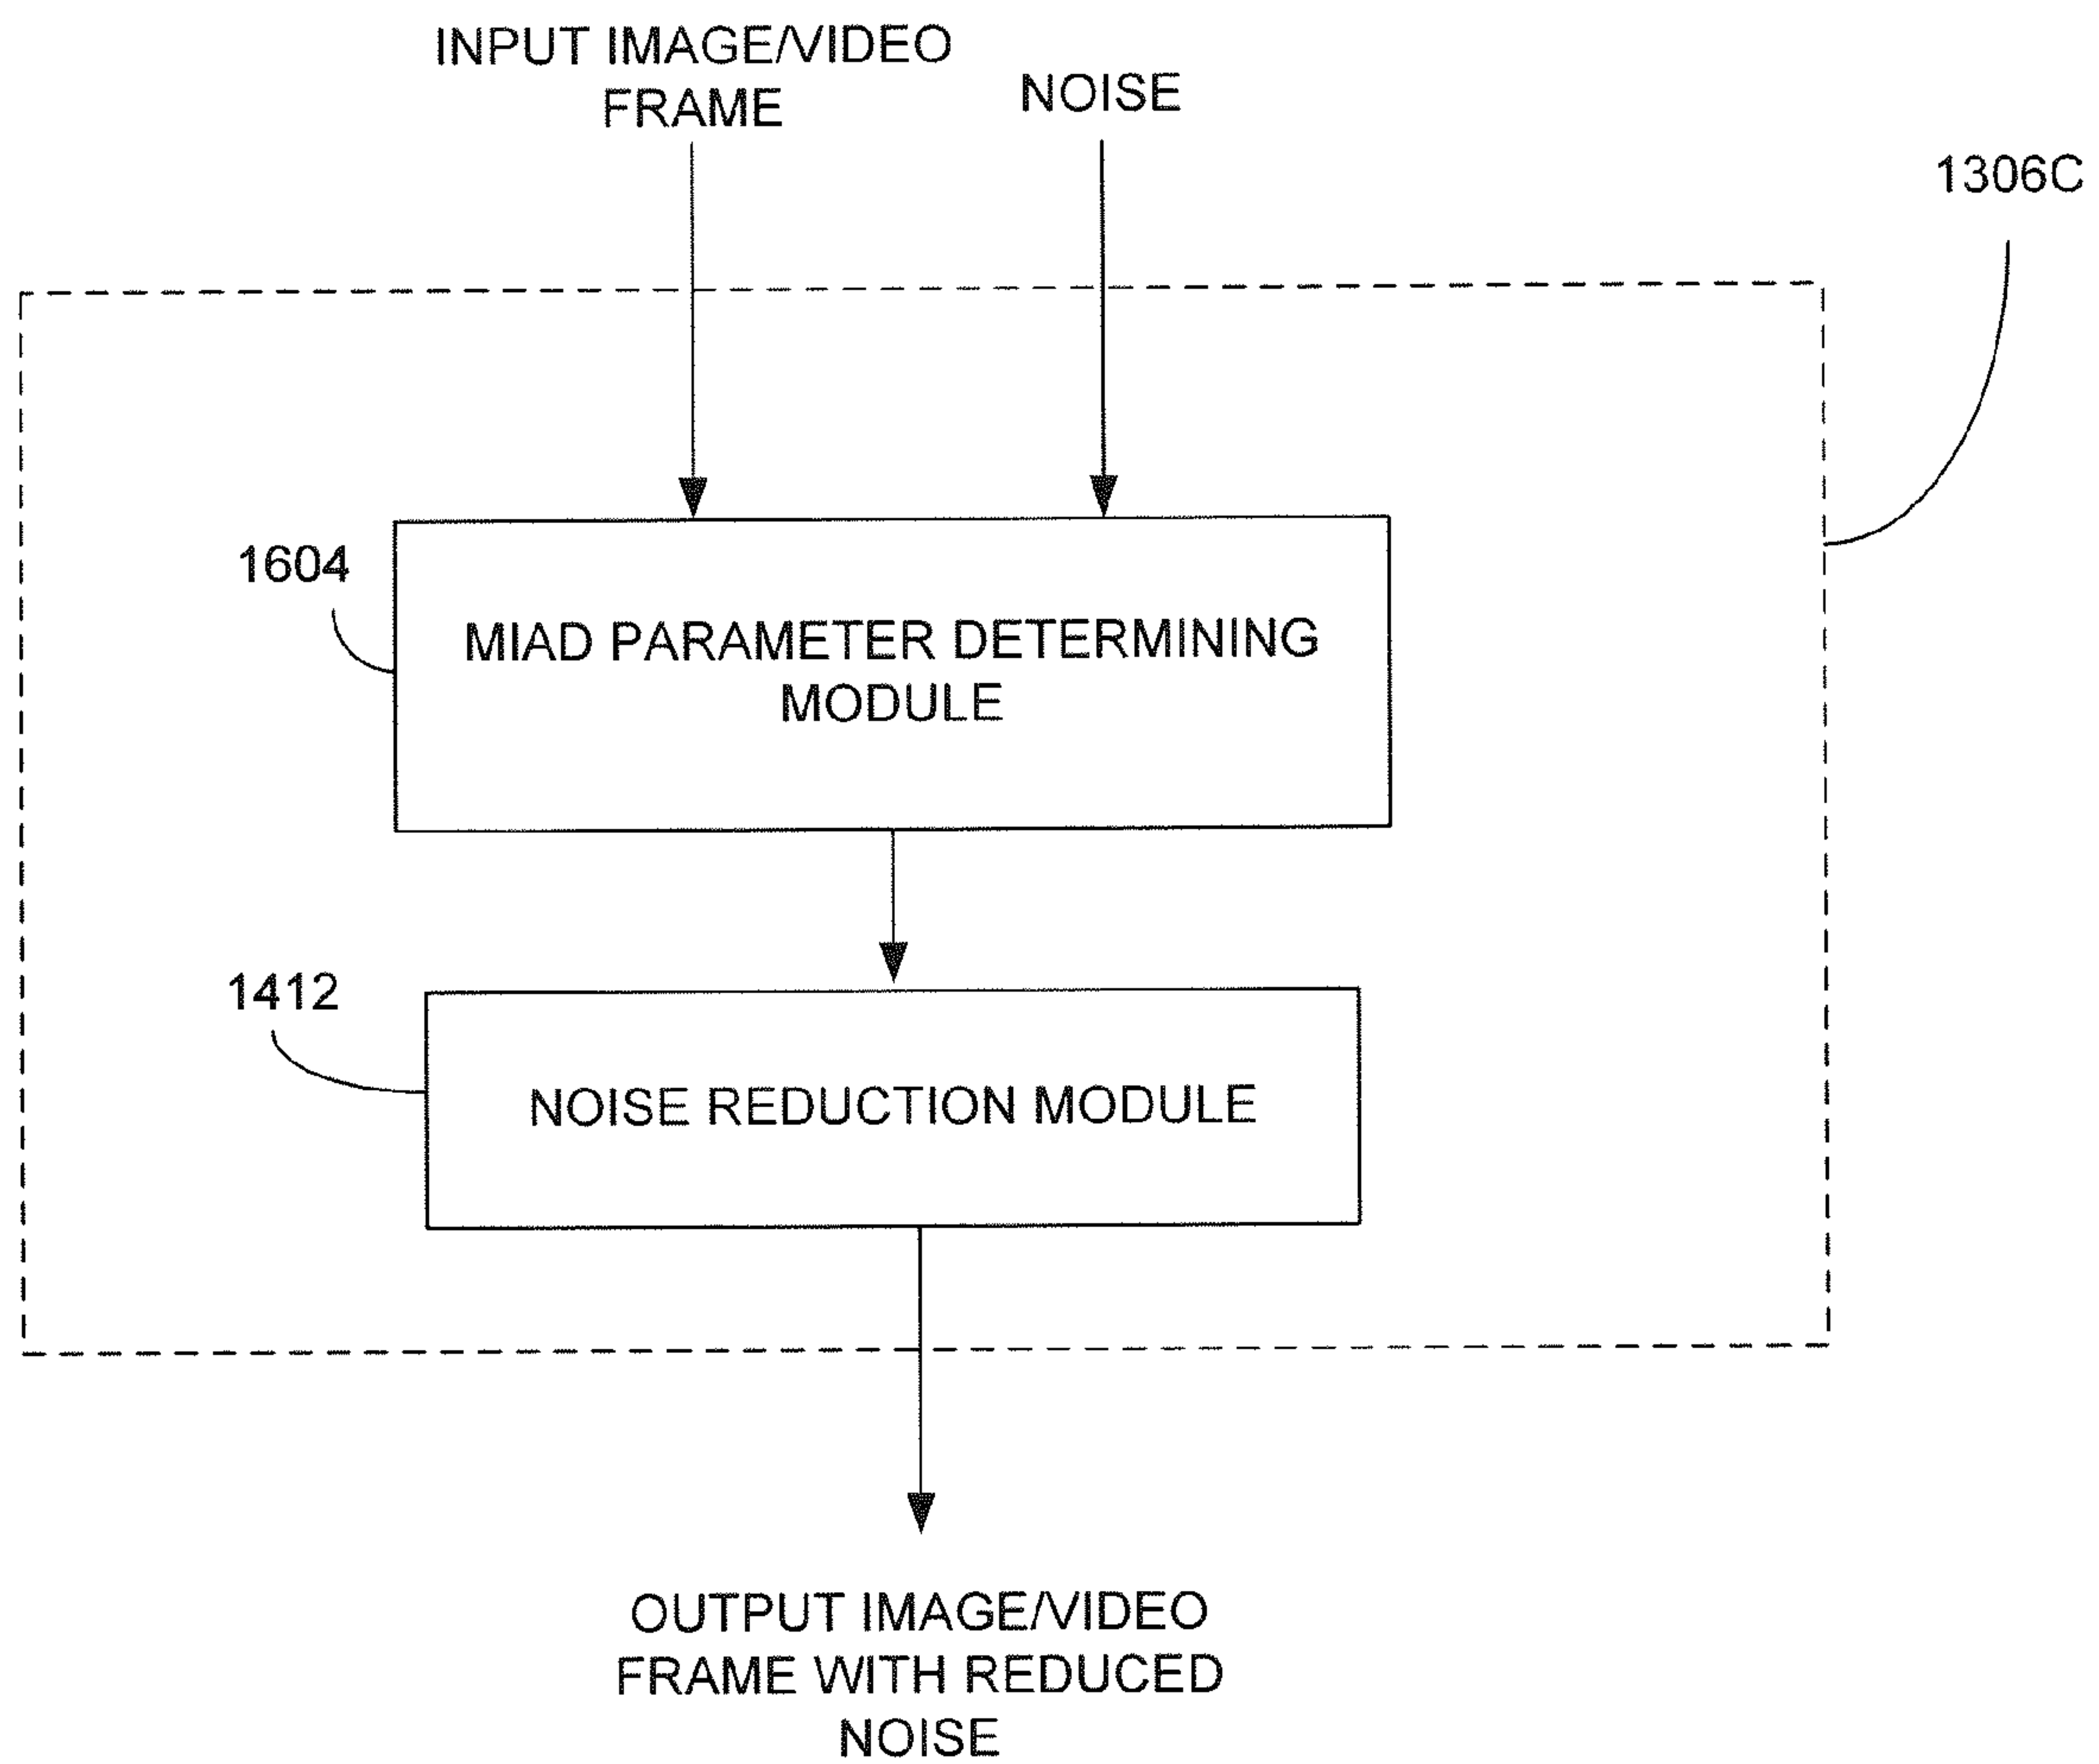 INPUT IMAGE/VIDEO
FRAME
NOISE
1306C
1604
MIAD PARAMETER DETERMINING
MODULE
1412
NOISE REDUCTION MODULE
OUTPUT IMAGE/VIDEO
FRAME WITH REDUCED
NOISE